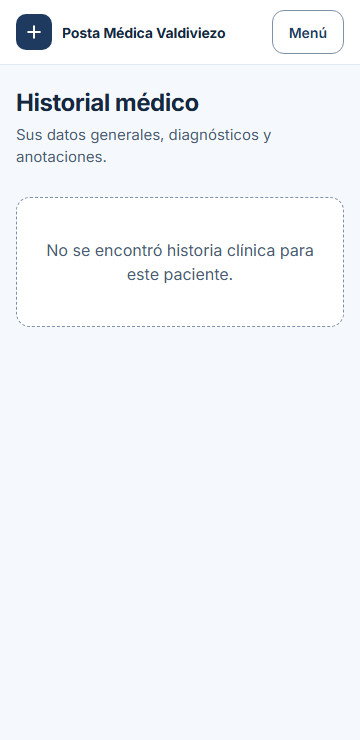 Posta Médica Valdiviezo
Menú
Historial médico
Sus datos generales, diagnósticos y
anotaciones.
No se encontró historia clínica para
este paciente.